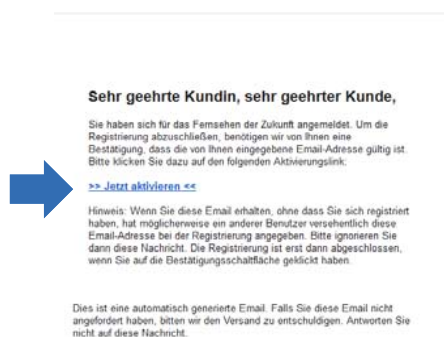 Sehr geehrte Kundin, sehr geehrter Kunde,
Sie haben sich für das Fernsehen der Zukunft angemeldet. Um die
Registrierung abzuschließen, benötigen wir von Ihnen eine
Bestätigung, dass die von Ihnen eingegebene Email-Adresse gültig ist.
Bitte klicken Sie dazu auf den folgenden Aktivierungslink:
>> Jetzt aktivieren <<
Hinweis: Wenn Sie diese Email erhalten, ohne dass Sie sich registriert
haben, hat möglicherweise ein anderer Benutzer versehentlich diese
Email-Adresse bei der Registrierung angegeben. Bitte ignorieren Sie
dann diese Nachricht. Die Registrierung ist erst dann abgeschlossen,
wenn Sie auf die Bestätigungsschaltfläche geklickt haben.
Dies ist eine automatisch generierte Email. Falls Sie diese Email nicht
angefordert haben, bitten wir den Versand zu entschuldigen. Antworten Sie
nicht auf diese Nachricht.